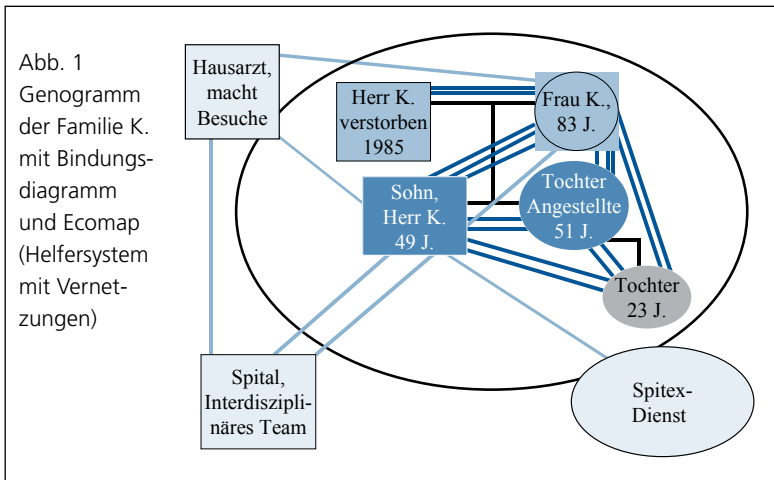 Abb. 1
Genogramm
der Familie K.
mit Bindungs-
diagramm
und Ecomap
(Helfersystem
mit Vernet-
zungen)
Hausarzt,
macht
Besuche
Herr K.
verstorben
1985
Frau K.,
83 J.
Sohn,
Herr K.
49 J.
Tochter
Angestellte
51 J.
Tochter
23 J.
Spital,
Interdiszipli-
näres Team
Spitex-
Dienst